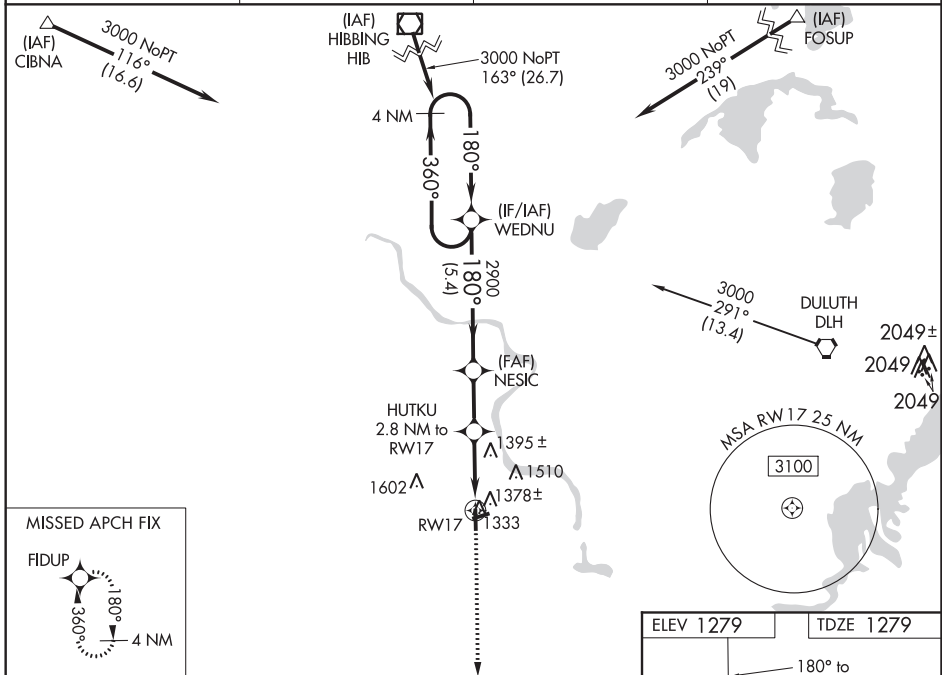 (IAF)
CIBNA
3000 NoPT
116°
(16.6)
(IAF)
HIBBING
HIB
3000 NoPT
163° (26.7)
(IAF)
FOSUP
3000 NoPT
239°
(19)
4 NM
180°
360°
(IF/IAF)
WEDNU
2900
180°
(5.4)
3000
291°
(13.4)
DULUTH
DLH
2049±
2049
2049
(FAF)
NESIC
HUTKU
2.8 NM to
RW17
1395±
1510
1602
1378±
RW17
1333
MSA RW17 25 NM
3100
MISSED APCH FIX
FIDUP
180°
360°
4 NM
ELEV 1279
TDZE 1279
180° to